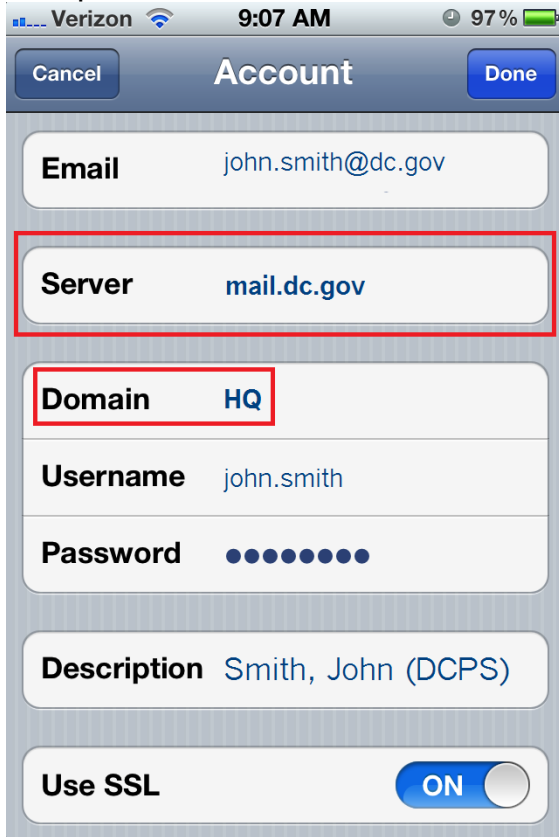 Verizon 9:07 AM 97%
Cancel Account Done
Email john.smith@dc.gov
Server mail.dc.gov
Domain HQ
Username john.smith
Password ●●●●●●●●
Description Smith, John (DCPS)
Use SSL ON